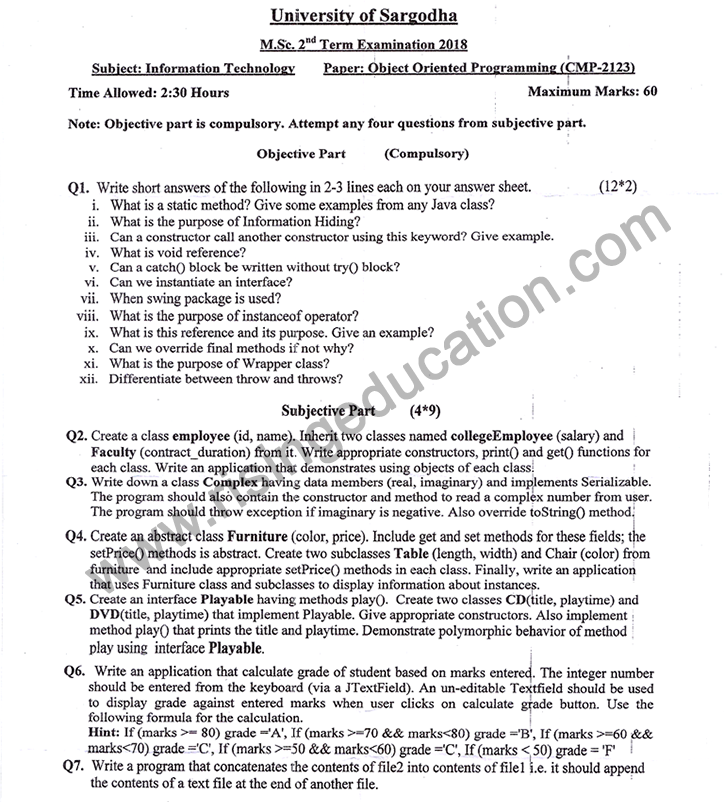 University of Sargodha
M.Sc. 2nd Term Examination 2018
Subject: Information Technology Paper: Object Oriented Programming (CMP-2123)
Time Allowed: 2:30 Hours Maximum Marks: 60
Note: Objective part is compulsory. Attempt any four questions from subjective part.
Objective Part (Compulsory)
Q1. Write short answers of the following in 2-3 lines each on your answer sheet. (12*2)
i. What is a static method? Give some examples from any Java class?
ii. What is the purpose of Information Hiding?
iii. Can a constructor call another constructor using this keyword? Give example.
iv. What is void reference?
v. Can a catch() block be written without try() block?
vi. Can we instantiate an interface?
vii. When swing package is used?
viii. What is the purpose of instanceof operator?
ix. What is this reference and its purpose. Give an example?
x. Can we override final methods if not why?
xi. What is the purpose of Wrapper class?
xii. Differentiate between throw and throws?
Subjective Part (4*9)
Q2. Create a class employee (id, name). Inherit two classes named collegeEmployee (salary) and
Faculty (contract_duration) from it. Write appropriate constructors, print() and get() functions for
each class. Write an application that demonstrates using objects of each class.
Q3. Write down a class Complex having data members (real, imaginary) and implements Serializable.
The program should also contain the constructor and method to read a complex number from user.
The program should throw exception if imaginary is negative. Also override toString() method.
Q4. Create an abstract class Furniture (color, price). Include get and set methods for these fields; the
setPrice() methods is abstract. Create two subclasses Table (length, width) and Chair (color) from
furniture and include appropriate setPrice() methods in each class. Finally, write an application
that uses Furniture class and subclasses to display information about instances.
Q5. Create an interface Playable having methods play(). Create two classes CD(title, playtime) and
DVD(title, playtime) that implement Playable. Give appropriate constructors. Also implement
method play() that prints the title and playtime. Demonstrate polymorphic behavior of method
play using interface Playable.
Q6. Write an application that calculate grade of student based on marks entered. The integer number
should be entered from the keyboard (via a JTextField). An un-editable Textfield should be used
to display grade against entered marks when user clicks on calculate grade button. Use the
following formula for the calculation.
Hint: If (marks >= 80) grade ='A', If (marks >=70 && marks<80) grade ='B', If (marks >=60 &&
marks<70) grade ='C', If (marks >=50 && marks<60) grade ='C', If (marks < 50) grade = 'F'
Q7. Write a program that concatenates the contents of file2 into contents of file1 i.e. it should append
the contents of a text file at the end of another file.
www.risingeducation.com